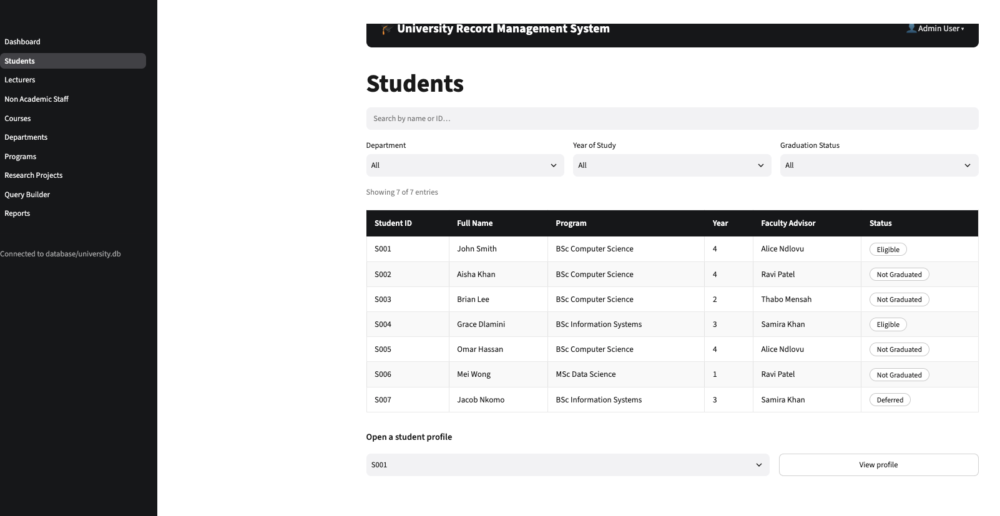 Dashboard
Students
Lecturers
Non Academic Staff
Courses
Departments
Programs
Research Projects
Query Builder
Reports
Connected to database/university.db
🎓 University Record Management System
👤 Admin User ▾
Students
Search by name or ID...
Department Year of Study Graduation Status
All All All
Showing 7 of 7 entries
Student ID Full Name Program Year Faculty Advisor Status
S001 John Smith BSc Computer Science 4 Alice Ndlovu Eligible
S002 Aisha Khan BSc Computer Science 4 Ravi Patel Not Graduated
S003 Brian Lee BSc Computer Science 2 Thabo Mensah Not Graduated
S004 Grace Dlamini BSc Information Systems 3 Samira Khan Eligible
S005 Omar Hassan BSc Computer Science 4 Alice Ndlovu Not Graduated
S006 Mei Wong MSc Data Science 1 Ravi Patel Not Graduated
S007 Jacob Nkomo BSc Information Systems 3 Samira Khan Deferred
Open a student profile
S001 View profile